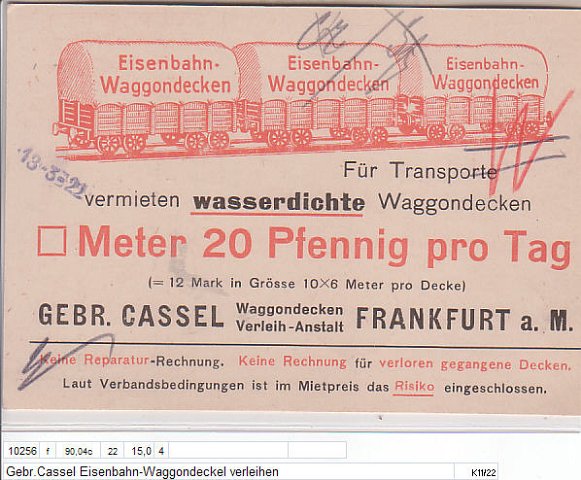 Eisenbahn-Waggondecken
Eisenbahn-Waggondecken
Eisenbahn-Waggondecken
13-3-22
Für Transporte
vermieten wasserdichte Waggondecken
□ Meter 20 Pfennig pro Tag
(= 12 Mark in Grösse 10×6 Meter pro Decke)
GEBR. CASSEL Waggondecken Verleih-Anstalt FRANKFURT a. M.
Keine Reparatur-Rechnung. Keine Rechnung für verloren gegangene Decken.
Laut Verbandsbedingungen ist im Mietpreis das Risiko eingeschlossen.
10256 f 90,04c 22 15,0 4
Gebr.Cassel Eisenbahn-Waggondeckel verleihen K11/22